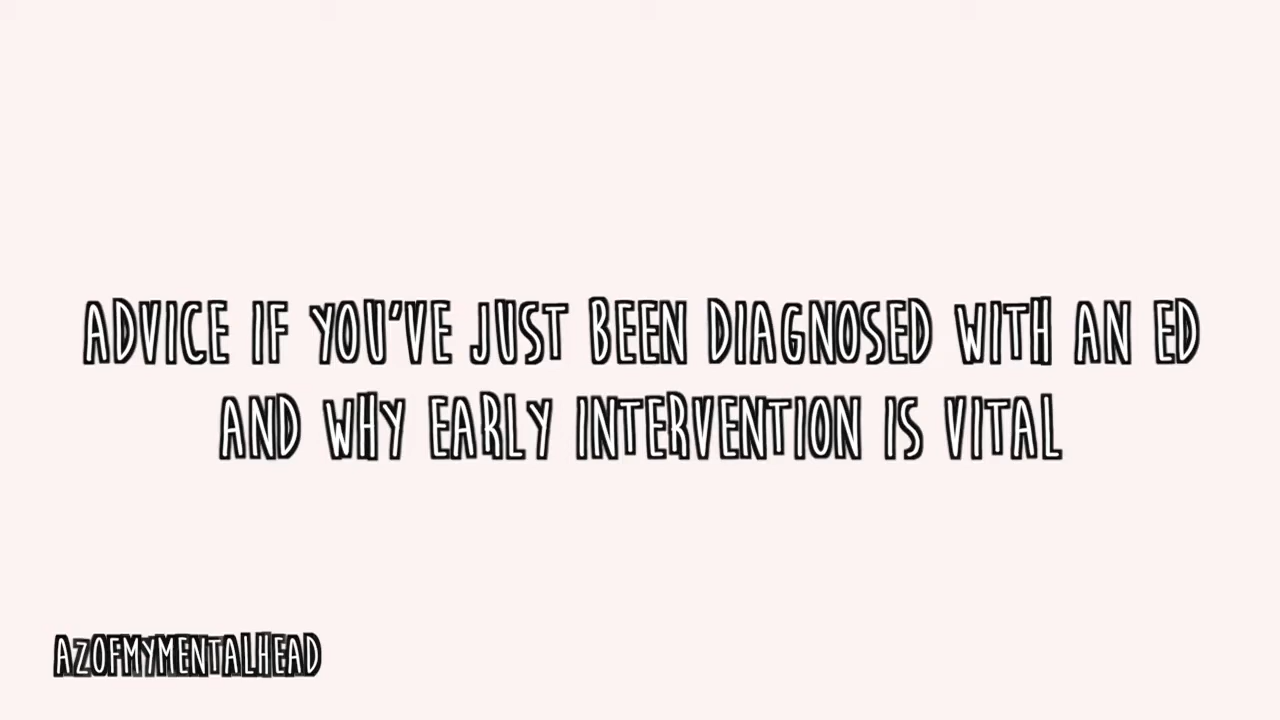 ADVICE IF YOU'VE JUST BEEN DIAGNOSED WITH AN ED
AND WHY EARLY INTERVENTION IS VITAL
AZOFMYMENTALHEAD